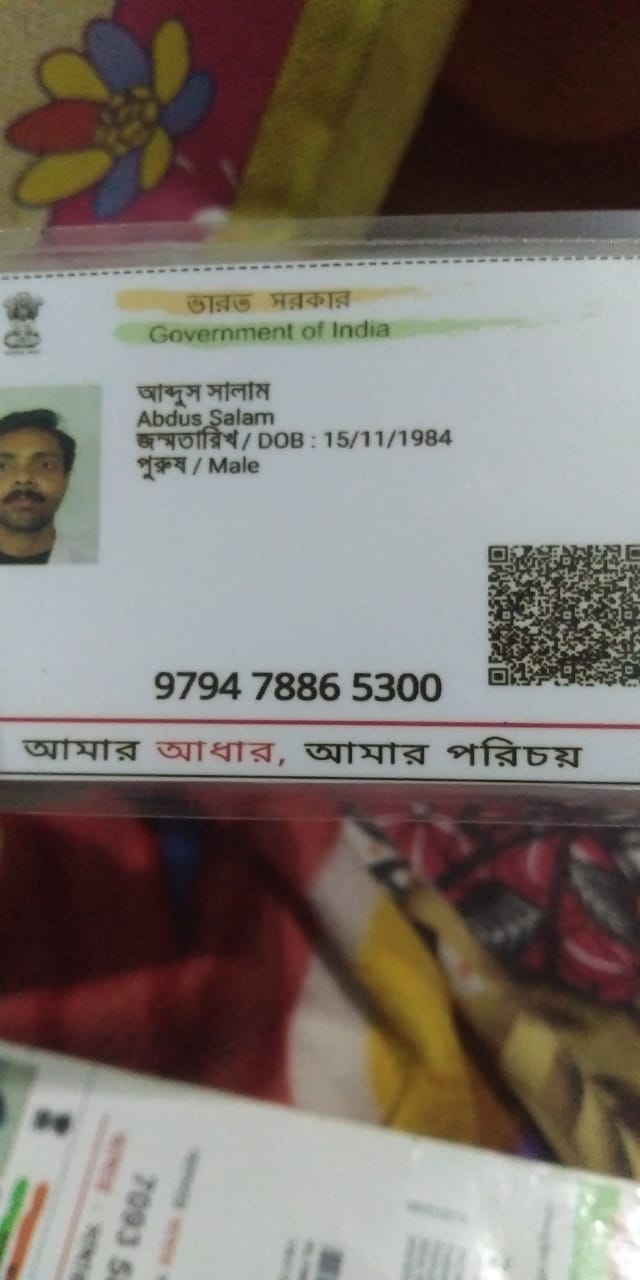 ভারত সরকার
Government of India
আব্দুস সালাম
Abdus Salam
জন্মতারিখ / DOB : 15/11/1984
পুরুষ / Male
9794 7886 5300
আমার আধার, আমার পরিচয়
7093